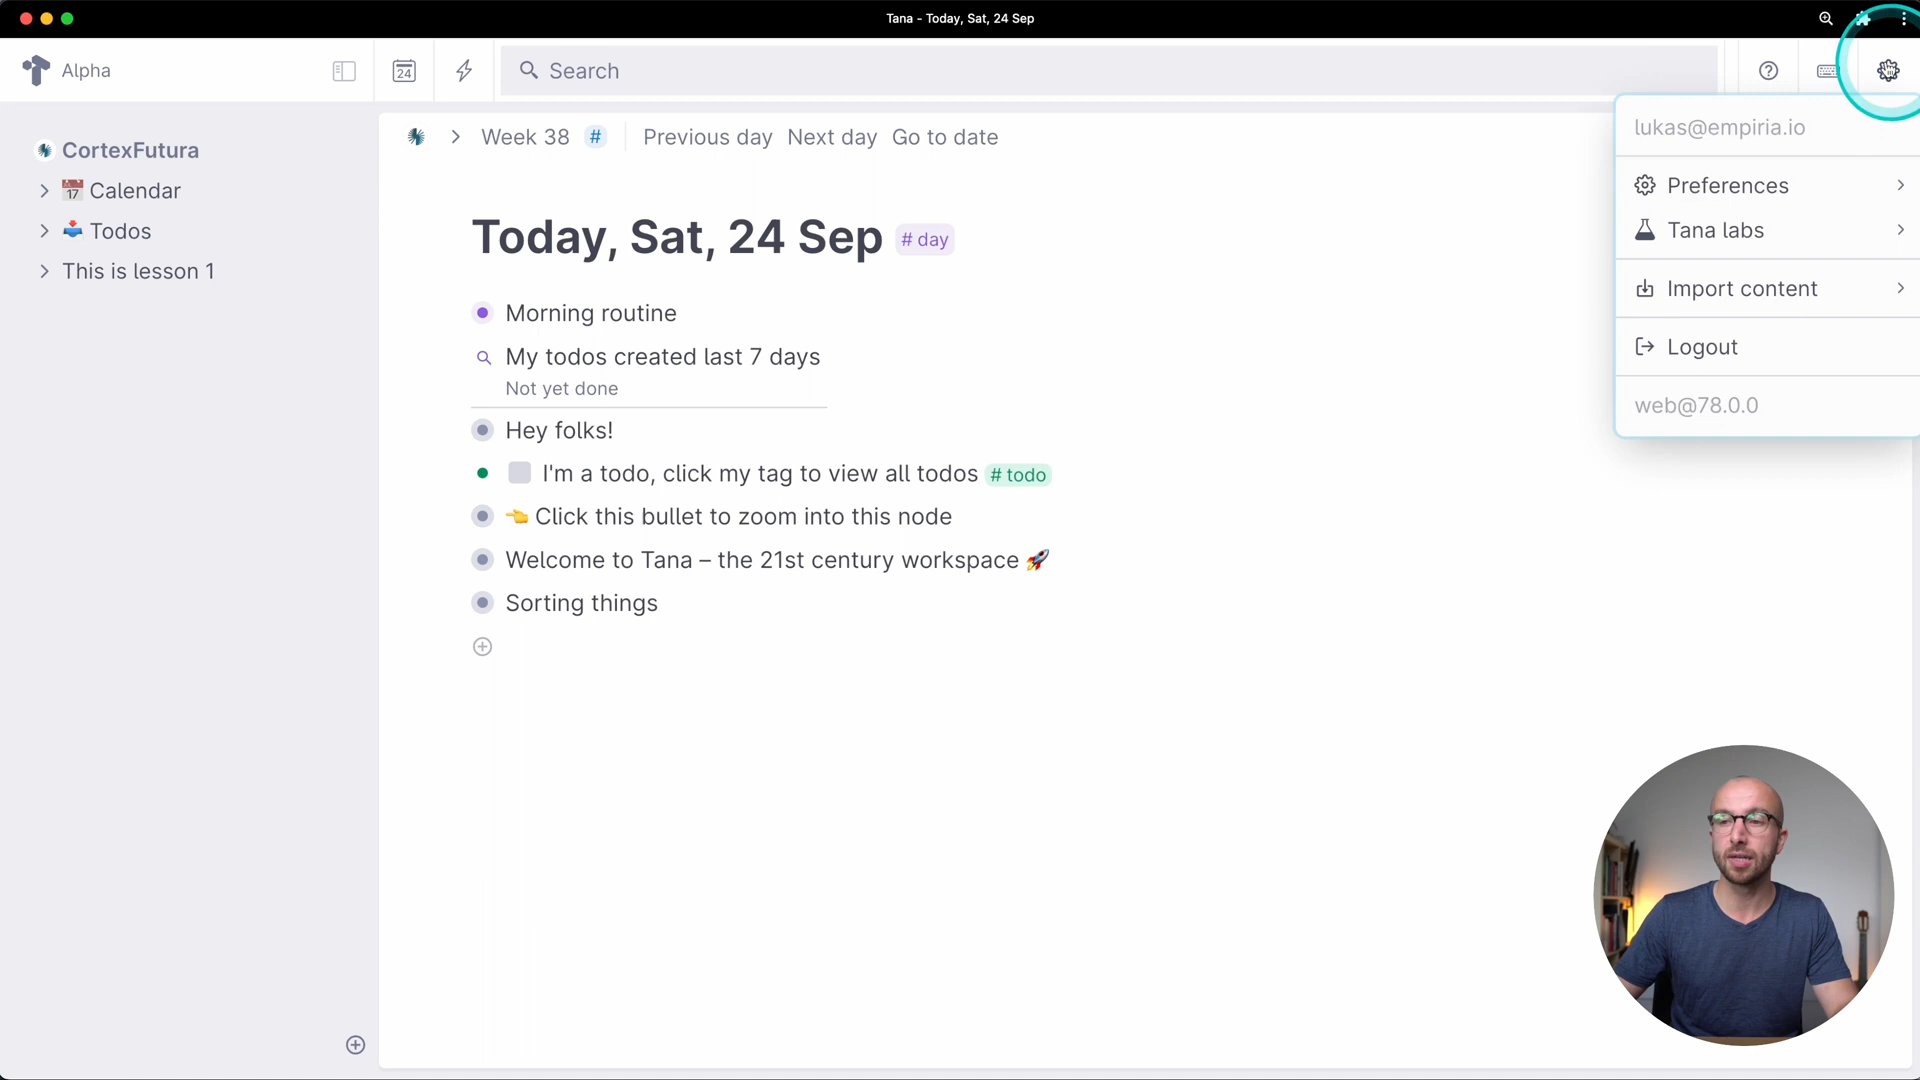 Tana - Today, Sat, 24 Sep
Alpha
24
Search
CortexFutura
17 Calendar
Todos
This is lesson 1
Week 38 #
Previous day Next day Go to date
Today, Sat, 24 Sep # day
Morning routine
My todos created last 7 days
Not yet done
Hey folks!
I'm a todo, click my tag to view all todos # todo
Click this bullet to zoom into this node
Welcome to Tana – the 21st century workspace
Sorting things
lukas@empiria.io
Preferences
Tana labs
Import content
Logout
web@78.0.0